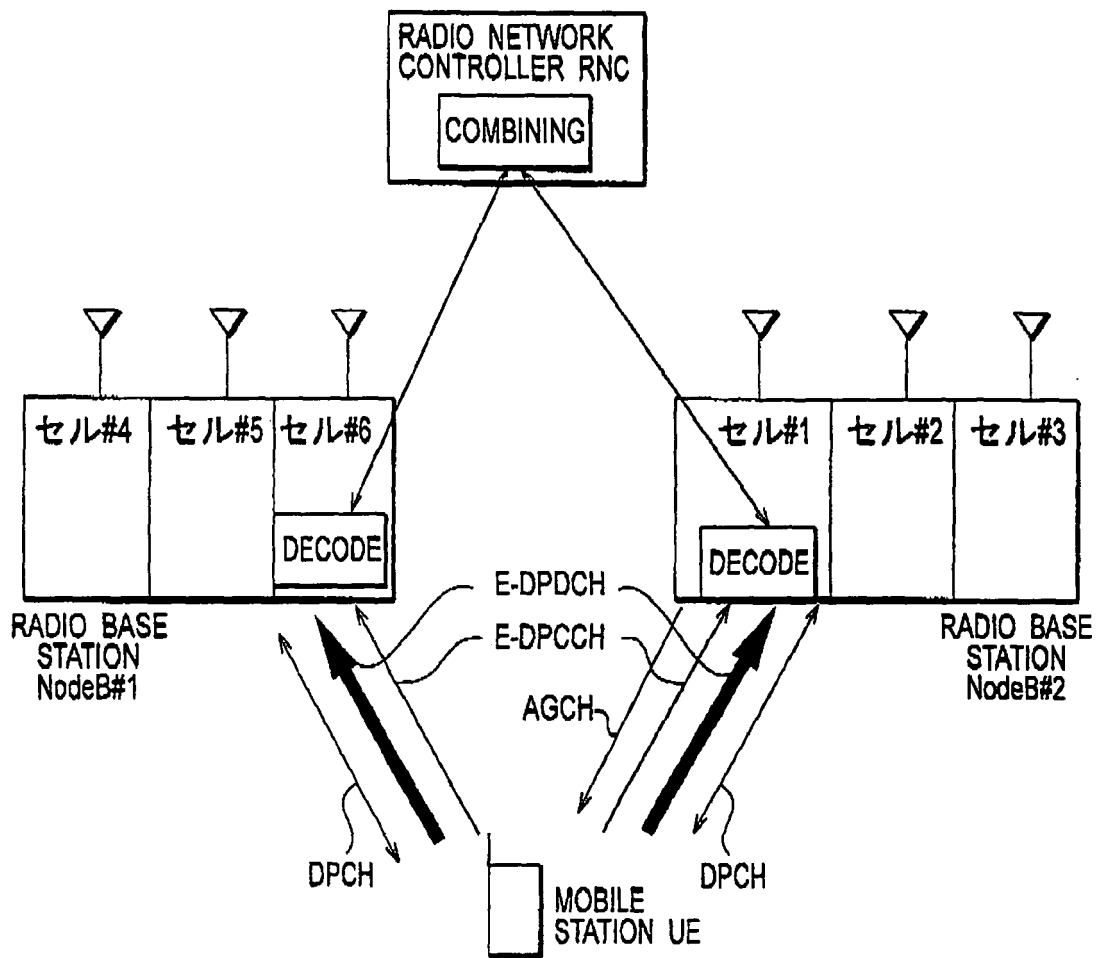 RADIO NETWORK
CONTROLLER RNC
COMBINING
セル#4
セル#5
セル#6
セル#1
セル#2
セル#3
DECODE
DECODE
E-DPDCH
RADIO BASE
STATION
NodeB#1
E-DPCCH
RADIO BASE
STATION
NodeB#2
AGCH
DPCH
DPCH
MOBILE
STATION UE